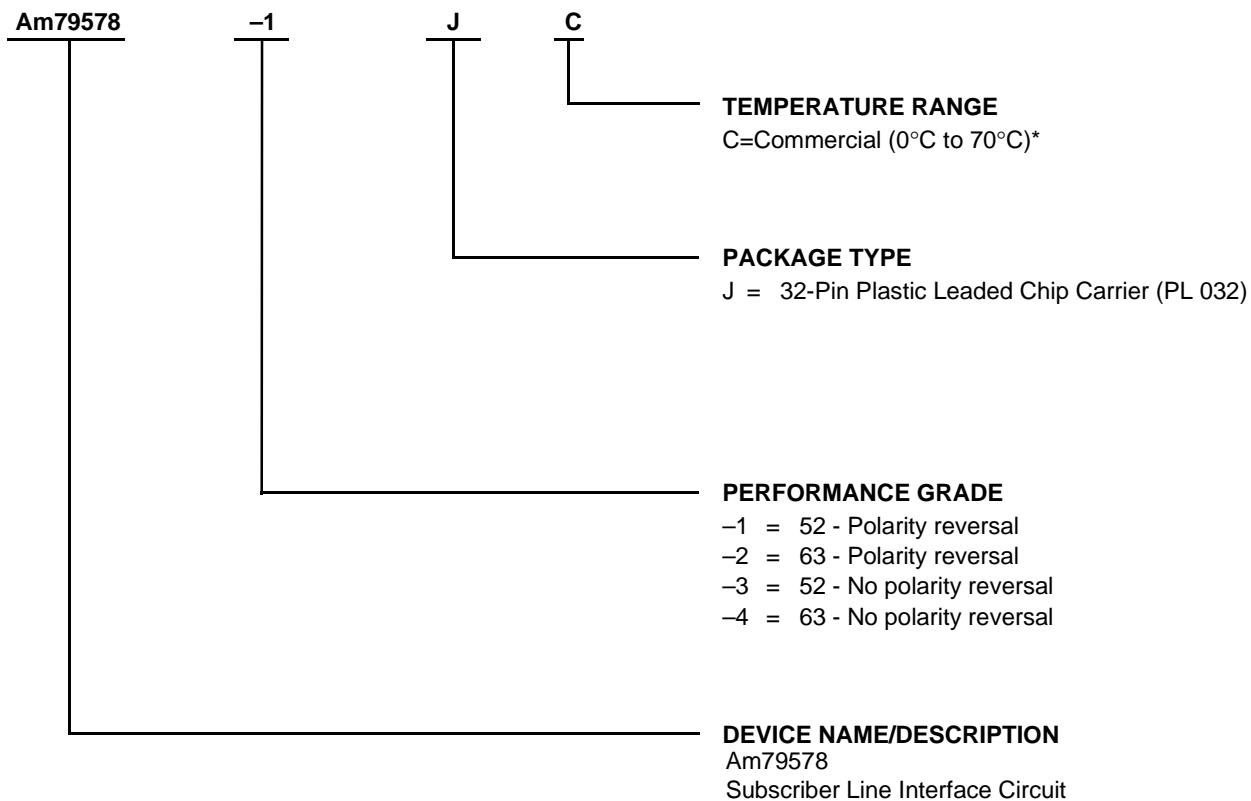 Am79578 –1 J C
TEMPERATURE RANGE
C=Commercial (0°C to 70°C)*
PACKAGE TYPE
J = 32-Pin Plastic Leaded Chip Carrier (PL 032)
PERFORMANCE GRADE
–1 = 52 - Polarity reversal
–2 = 63 - Polarity reversal
–3 = 52 - No polarity reversal
–4 = 63 - No polarity reversal
DEVICE NAME/DESCRIPTION
Am79578
Subscriber Line Interface Circuit